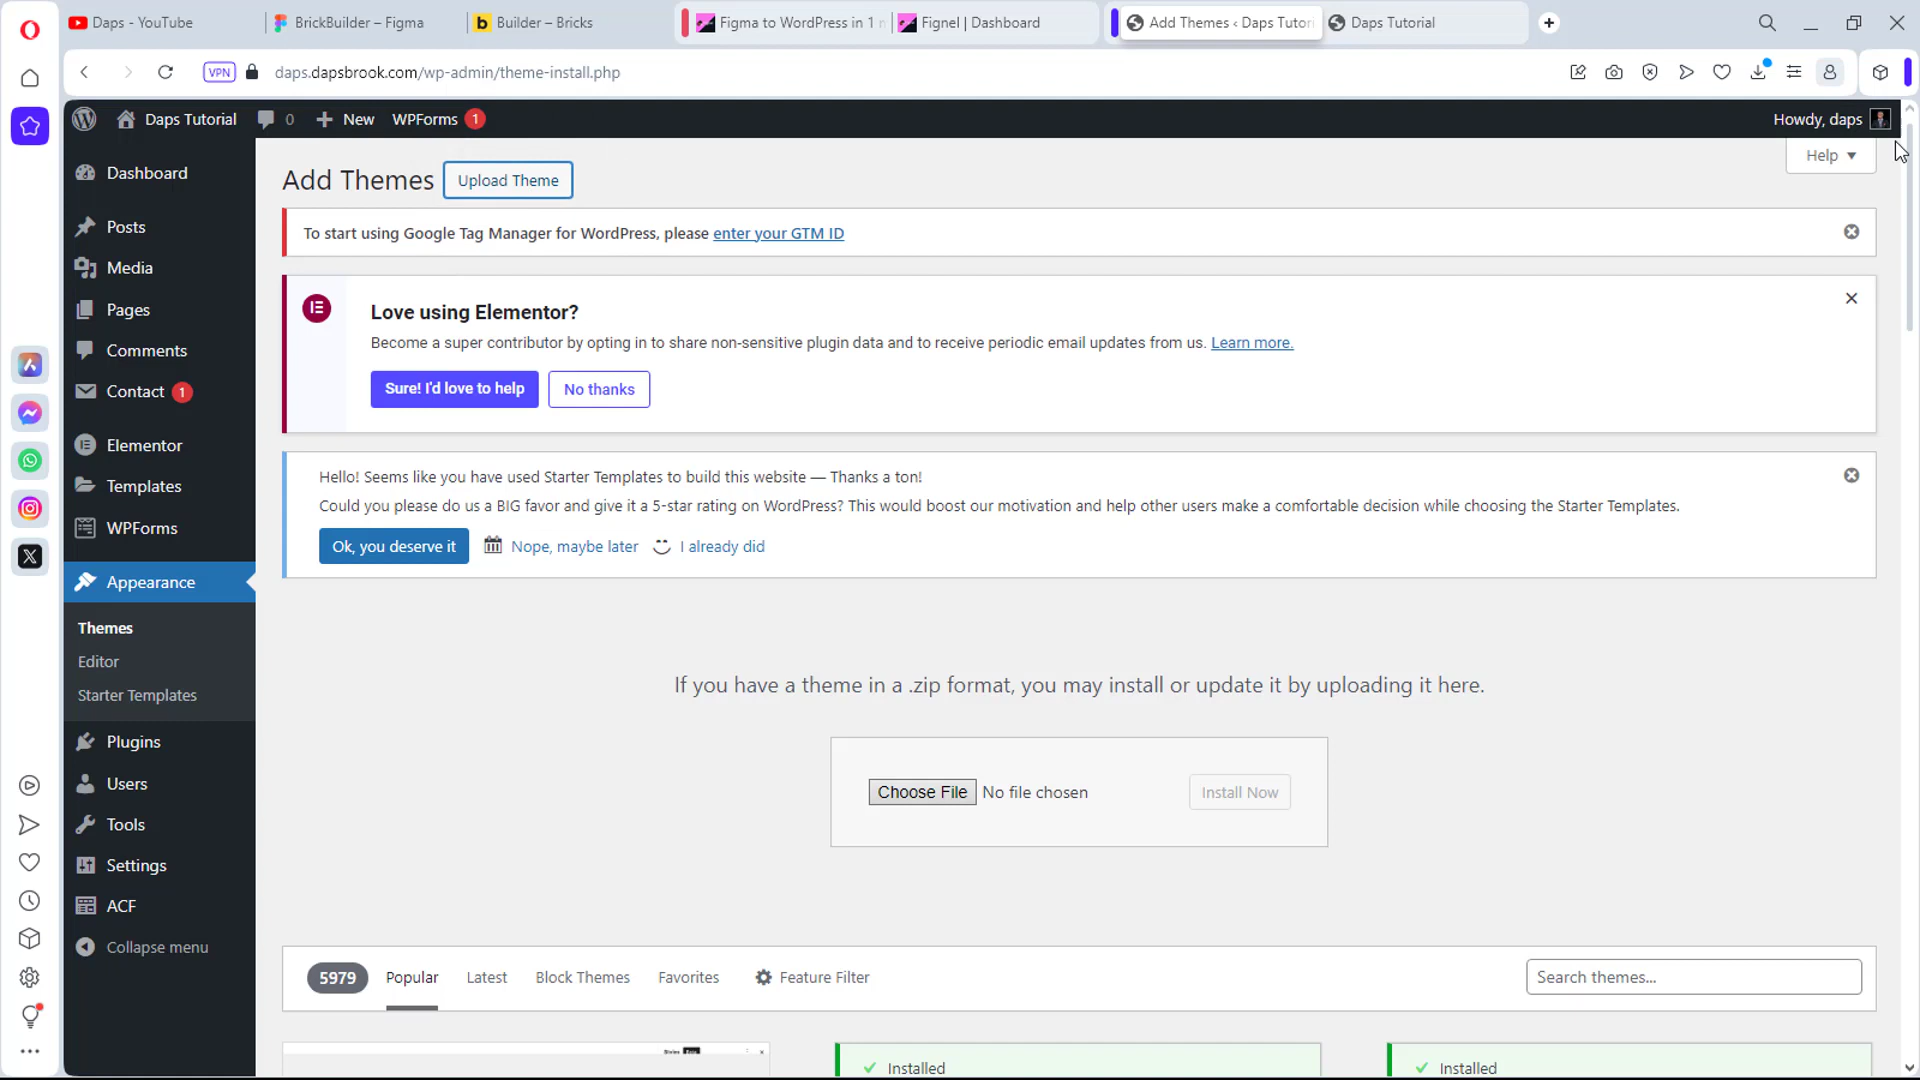 Daps - YouTube
BrickBuilder – Figma
Builder – Bricks
Figma to WordPress in 1
Fignel | Dashboard
Add Themes ‹ Daps Tutor
Daps Tutorial
VPN
daps.dapsbrook.com/wp-admin/theme-install.php
Daps Tutorial
0
New
WPForms 1
Howdy, daps
Help
Dashboard
Posts
Media
Pages
Comments
Contact 1
Elementor
Templates
WPForms
Appearance
Themes
Editor
Starter Templates
Plugins
Users
Tools
Settings
ACF
Collapse menu
Add Themes
Upload Theme
To start using Google Tag Manager for WordPress, please enter your GTM ID
Love using Elementor?
Become a super contributor by opting in to share non-sensitive plugin data and to receive periodic email updates from us. Learn more.
Sure! I'd love to help
No thanks
Hello! Seems like you have used Starter Templates to build this website — Thanks a ton!
Could you please do us a BIG favor and give it a 5-star rating on WordPress? This would boost our motivation and help other users make a comfortable decision while choosing the Starter Templates.
Ok, you deserve it
Nope, maybe later
I already did
If you have a theme in a .zip format, you may install or update it by uploading it here.
Choose File No file chosen
Install Now
5979
Popular
Latest
Block Themes
Favorites
Feature Filter
Search themes...
Installed
Installed